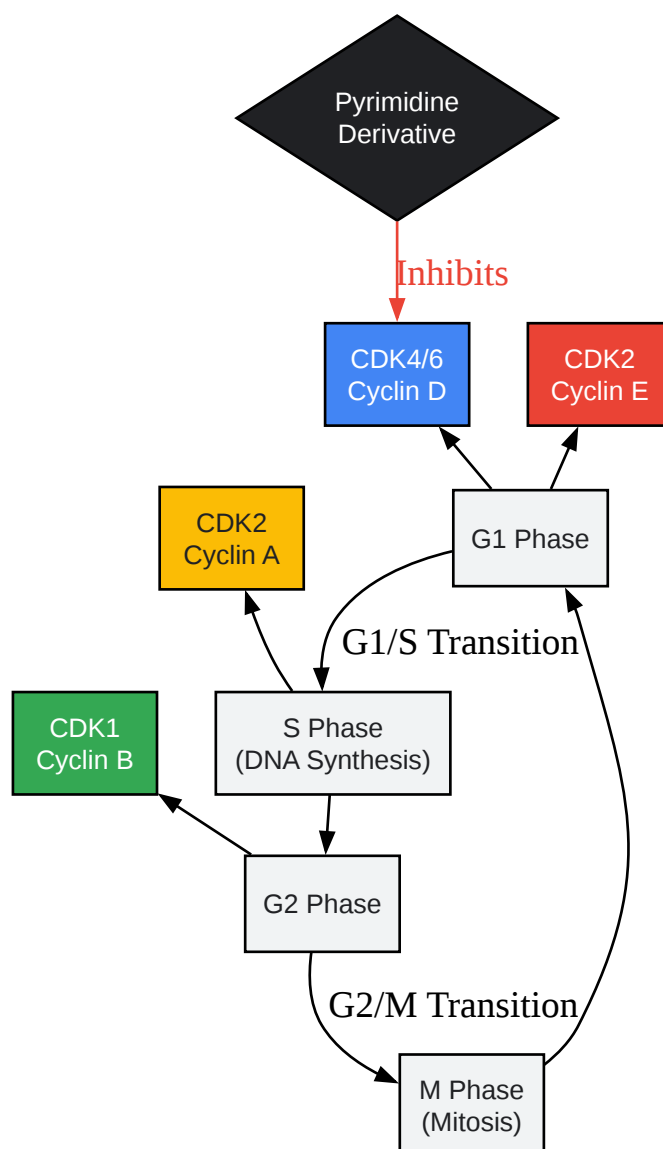 Pyrimidine
Derivative
Inhibits
CDK4/6
Cyclin D
CDK2
Cyclin E
CDK2
Cyclin A
G1 Phase
G1/S Transition
CDK1
Cyclin B
S Phase
(DNA Synthesis)
G2 Phase
G2/M Transition
M Phase
(Mitosis)